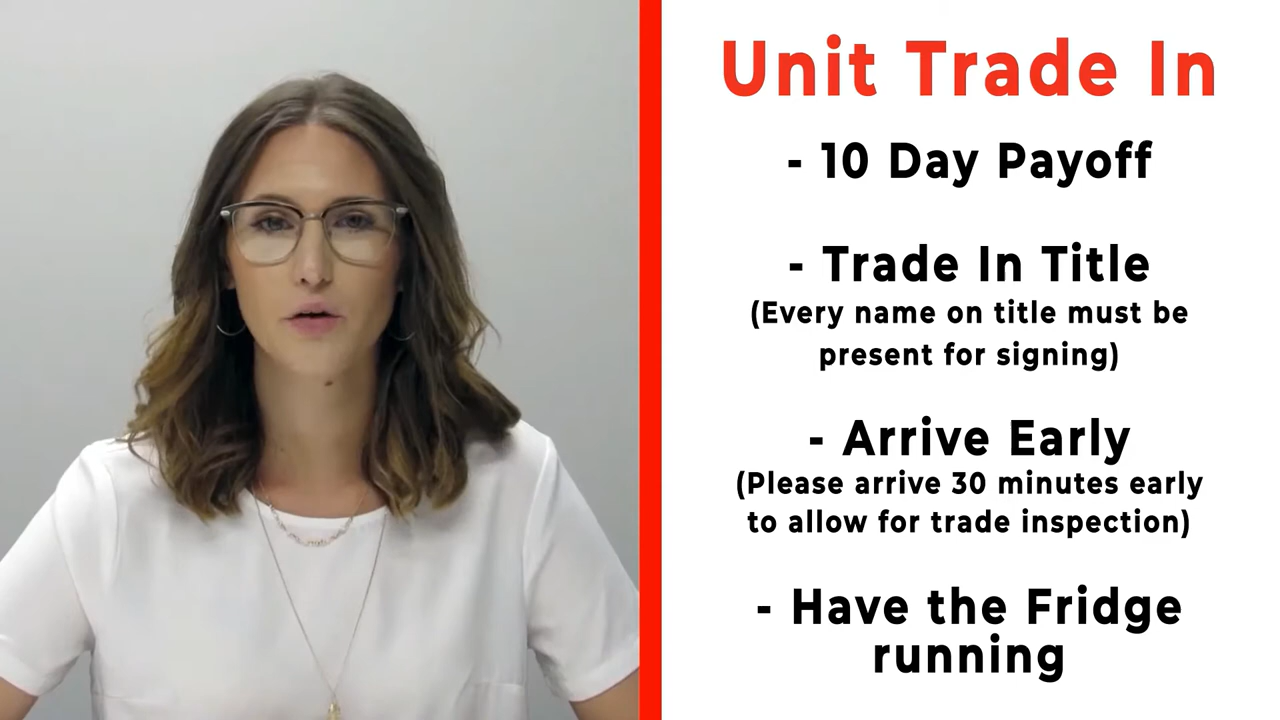 Unit Trade In
- 10 Day Payoff
- Trade In Title
(Every name on title must be
present for signing)
- Arrive Early
(Please arrive 30 minutes early
to allow for trade inspection)
- Have the Fridge
running